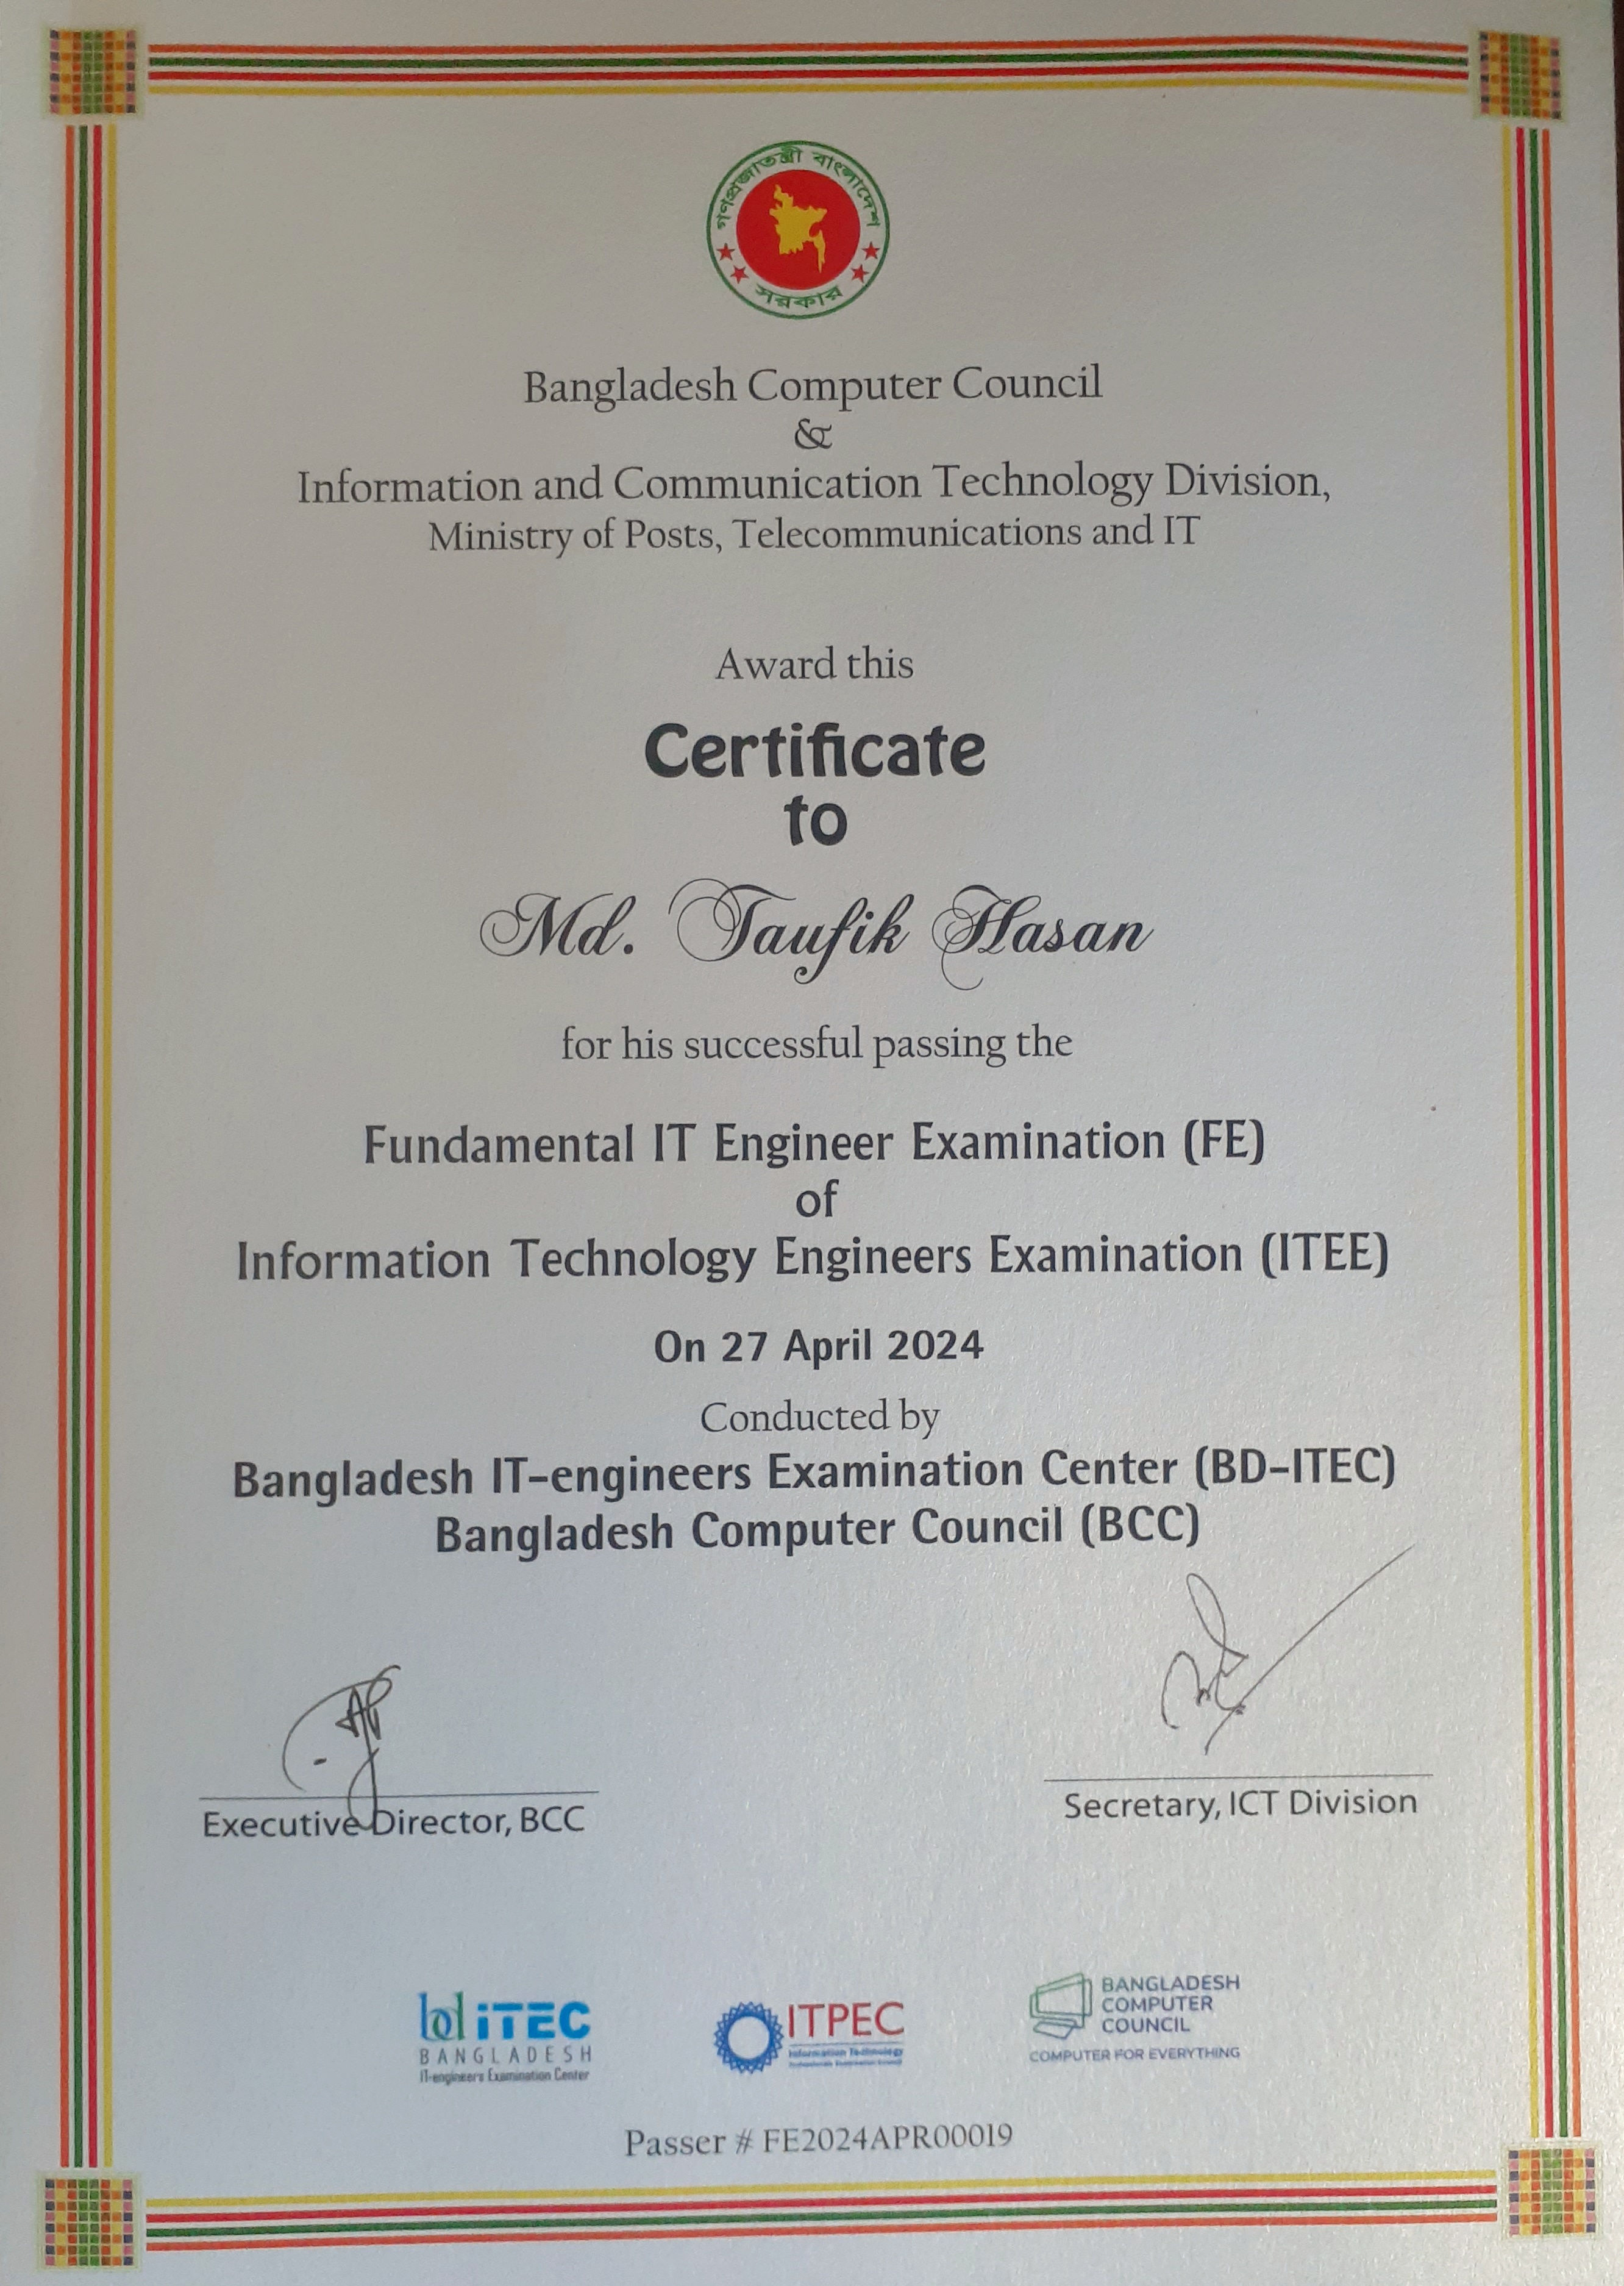 গণপ্রজাতন্ত্রী বাংলাদেশ
সরকার
Bangladesh Computer Council
&
Information and Communication Technology Division,
Ministry of Posts, Telecommunications and IT
Award this
Certificate
to
Md. Taufik Hasan
for his successful passing the
Fundamental IT Engineer Examination (FE)
of
Information Technology Engineers Examination (ITEE)
On 27 April 2024
Conducted by
Bangladesh IT-engineers Examination Center (BD-ITEC)
Bangladesh Computer Council (BCC)
Executive Director, BCC
Secretary, ICT Division
bd iTEC
BANGLADESH
IT-engineers Examination Center
ITPEC
Information Technology
BANGLADESH
COMPUTER
COUNCIL
COMPUTER FOR EVERYTHING
Passer # FE2024APR00019